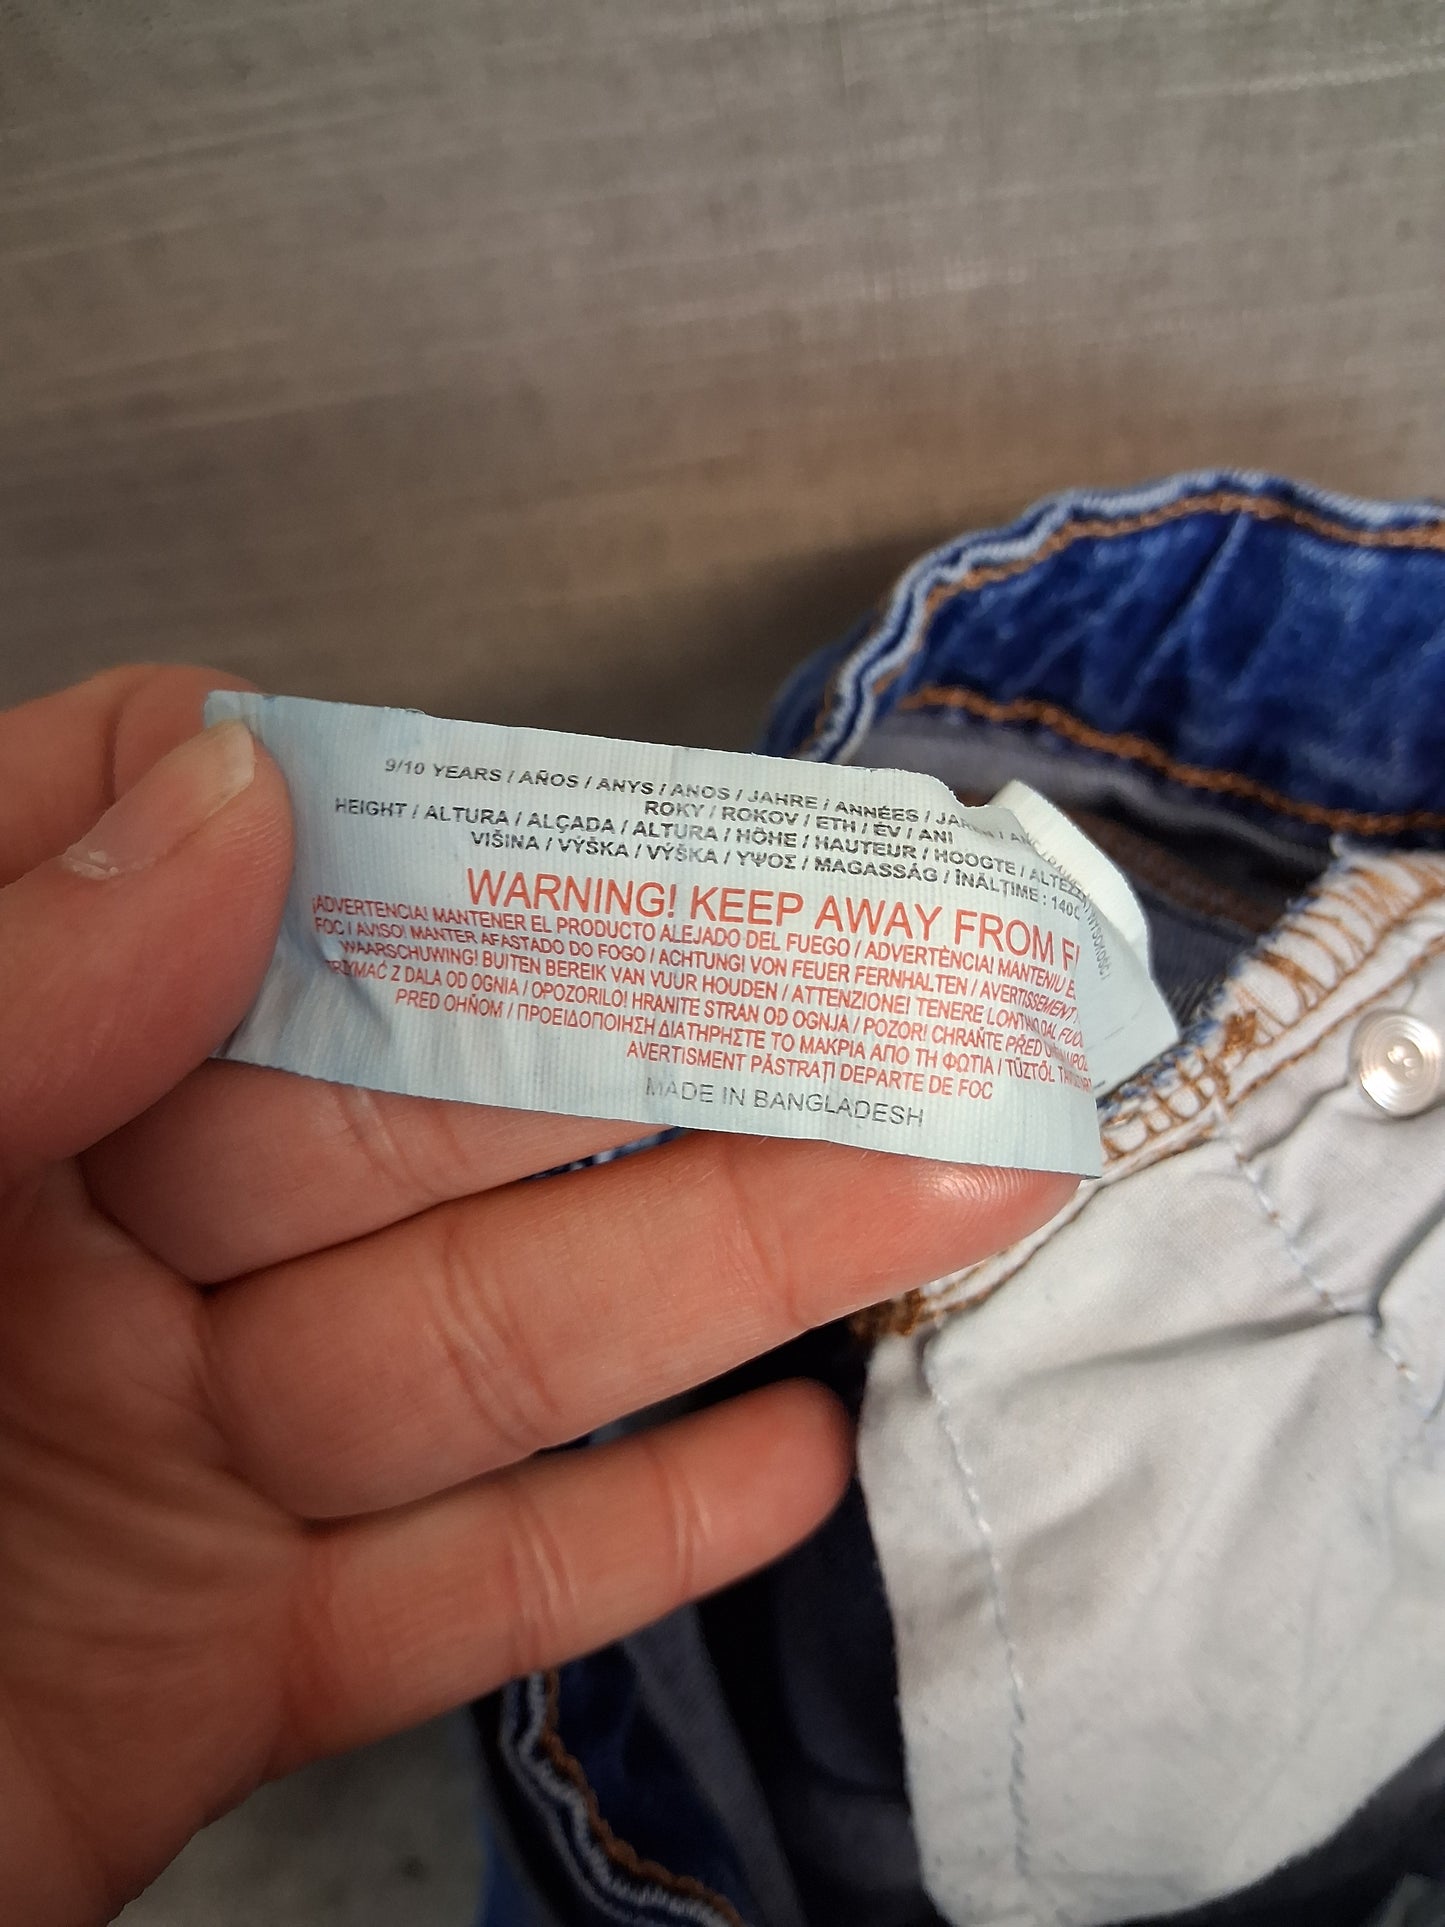 9/10 YEARS / AÑOS / ANYS / ANOS / JAHRE / ANNÉES /
ROKY / ROKOV / ETH / ÉV / ANI
HEIGHT / ALTURA / ALÇADA / ALTURA / HÖHE / HAUTEUR / HOOGTE /
VIŠINA / VÝŠKA / VÝŠKA / ΥΨΟΣ / MAGASSÁG / ÎNĂLȚIME : 140
WYSOKOŚĆ /
WARNING! KEEP AWAY FROM
¡ADVERTENCIA! MANTENER EL PRODUCTO ALEJADO DEL FUEGO / ADVERTÈNCIA! MANTENIU
FOC / AVISO! MANTER AFASTADO DO FOGO / ACHTUNG! VON FEUER FERNHALTEN / AVERTISSEMENT
WAARSCHUWING! BUITEN BEREIK VAN VUUR HOUDEN / ATTENZIONE! TENERE LONTANO DAL
Z DALA OD OGNIA / OPOZORILO! HRANITE STRAN OD OGNJA / POZOR! CHRAŇTE PŘED
PRED OHŇOM / ΠΡΟΕΙΔΟΠΟΙΗΣΗ ΔΙΑΤΗΡΗΣΤΕ ΤΟ ΜΑΚΡΙΑ ΑΠΟ ΤΗ ΦΩΤΙΑ / TŰZTŐL
AVERTISMENT PĂSTRAȚI DEPARTE DE FOC
MADE IN BANGLADESH